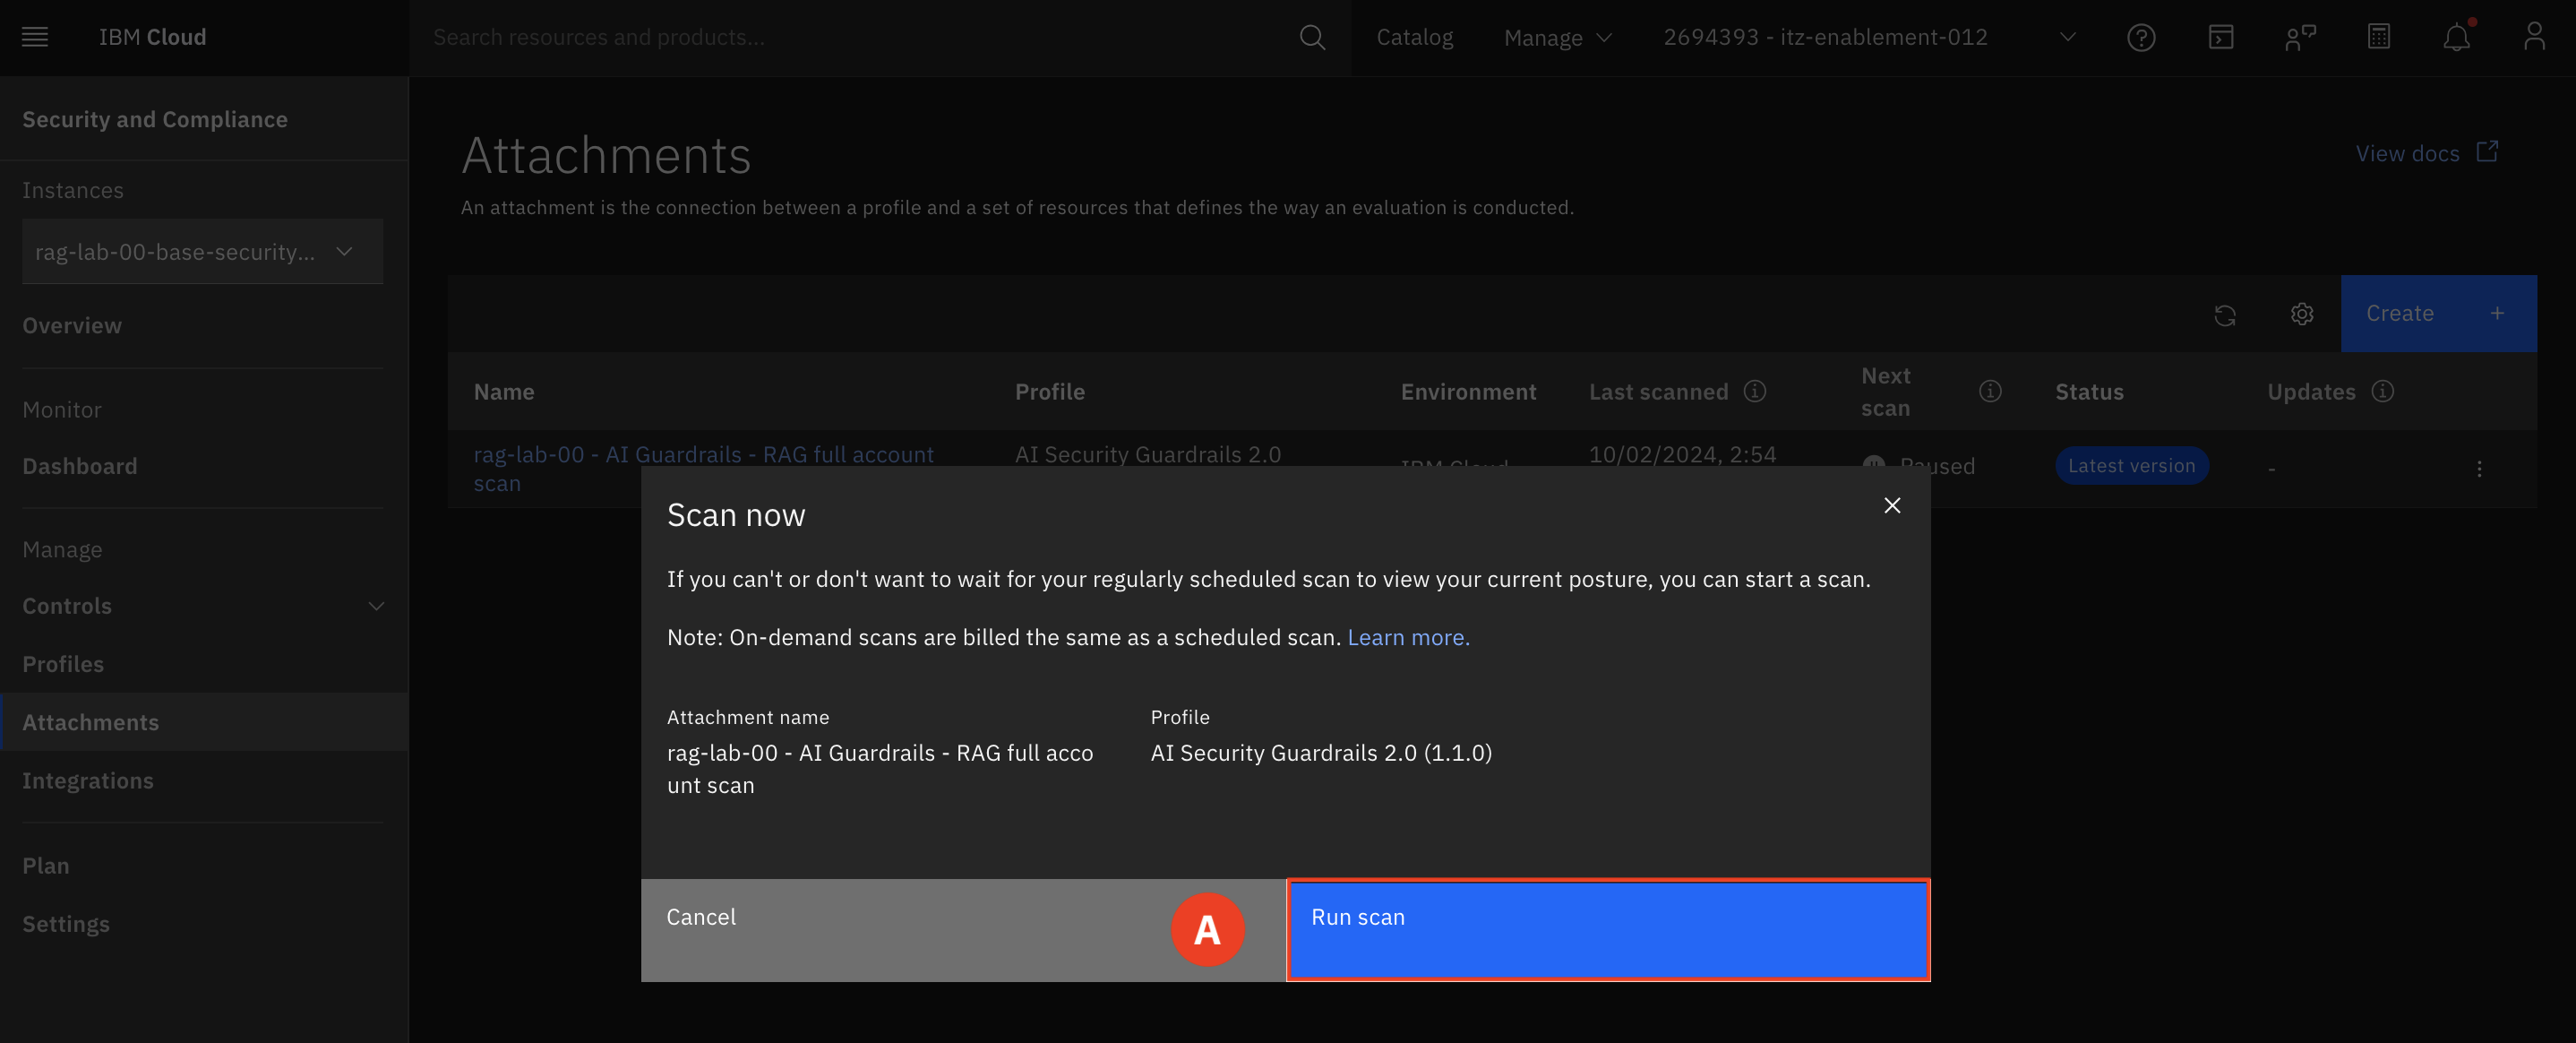 IBM Cloud
Search resources and products...
Catalog
Manage
2694393 - itz-enablement-012
Security and Compliance
Instances
rag-lab-00-base-security...
Overview
Monitor
Dashboard
Manage
Controls
Profiles
Attachments
Integrations
Plan
Settings
Attachments
View docs
An attachment is the connection between a profile and a set of resources that defines the way an evaluation is conducted.
Create +
Name
Profile
Environment
Last scanned
Next
scan
Status
Updates
rag-lab-00 - AI Guardrails - RAG full account
scan
AI Security Guardrails 2.0
IBM Cloud
10/02/2024, 2:54
Paused
Latest version
-
Scan now
If you can't or don't want to wait for your regularly scheduled scan to view your current posture, you can start a scan.
Note: On-demand scans are billed the same as a scheduled scan. Learn more.
Attachment name
rag-lab-00 - AI Guardrails - RAG full acco
unt scan
Profile
AI Security Guardrails 2.0 (1.1.0)
Cancel
A
Run scan